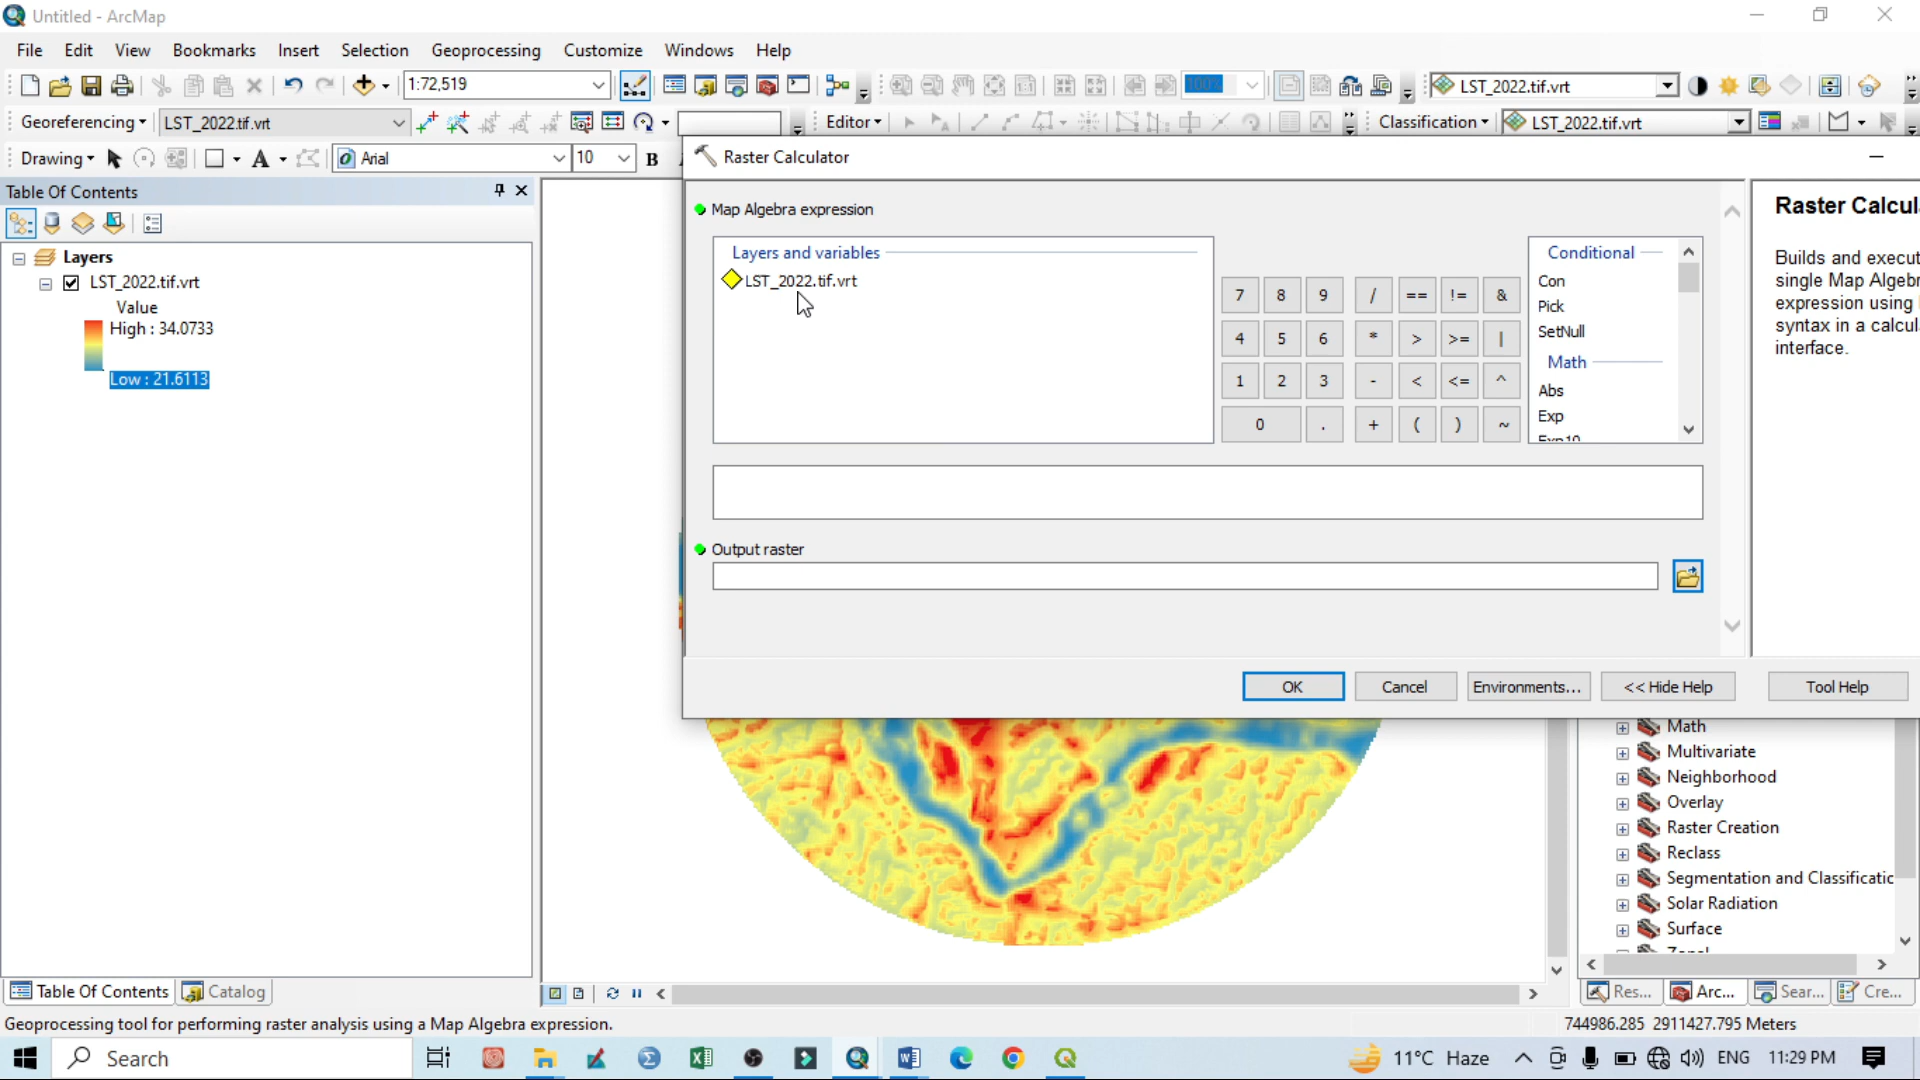 Untitled - ArcMap
File Edit View Bookmarks Insert Selection Geoprocessing Customize Windows Help
1:72,519
100%
LST_2022.tif.vrt
Georeferencing
LST_2022.tif.vrt
Editor
Classification
LST_2022.tif.vrt
Drawing
Arial
10
B
Table Of Contents
Layers
LST_2022.tif.vrt
Value
High : 34.0733
Low : 21.6113
Raster Calculator
Map Algebra expression
Layers and variables
LST_2022.tif.vrt
7 8 9 / == != &
4 5 6 * > >= |
1 2 3 - < <= ^
0 . + ( ) ~
Conditional
Con
Pick
SetNull
Math
Abs
Exp
Exp10
Output raster
OK Cancel Environments... << Hide Help Tool Help
Raster Calcul
Builds and execut
single Map Algebr
expression using
syntax in a calcul
interface.
Math
Multivariate
Neighborhood
Overlay
Raster Creation
Reclass
Segmentation and Classificatic
Solar Radiation
Surface
Zonal
Table Of Contents
Catalog
Res...
Arc...
Sear...
Cre...
Geoprocessing tool for performing raster analysis using a Map Algebra expression.
744986.285 2911427.795 Meters
Search
11°C Haze
ENG
11:29 PM